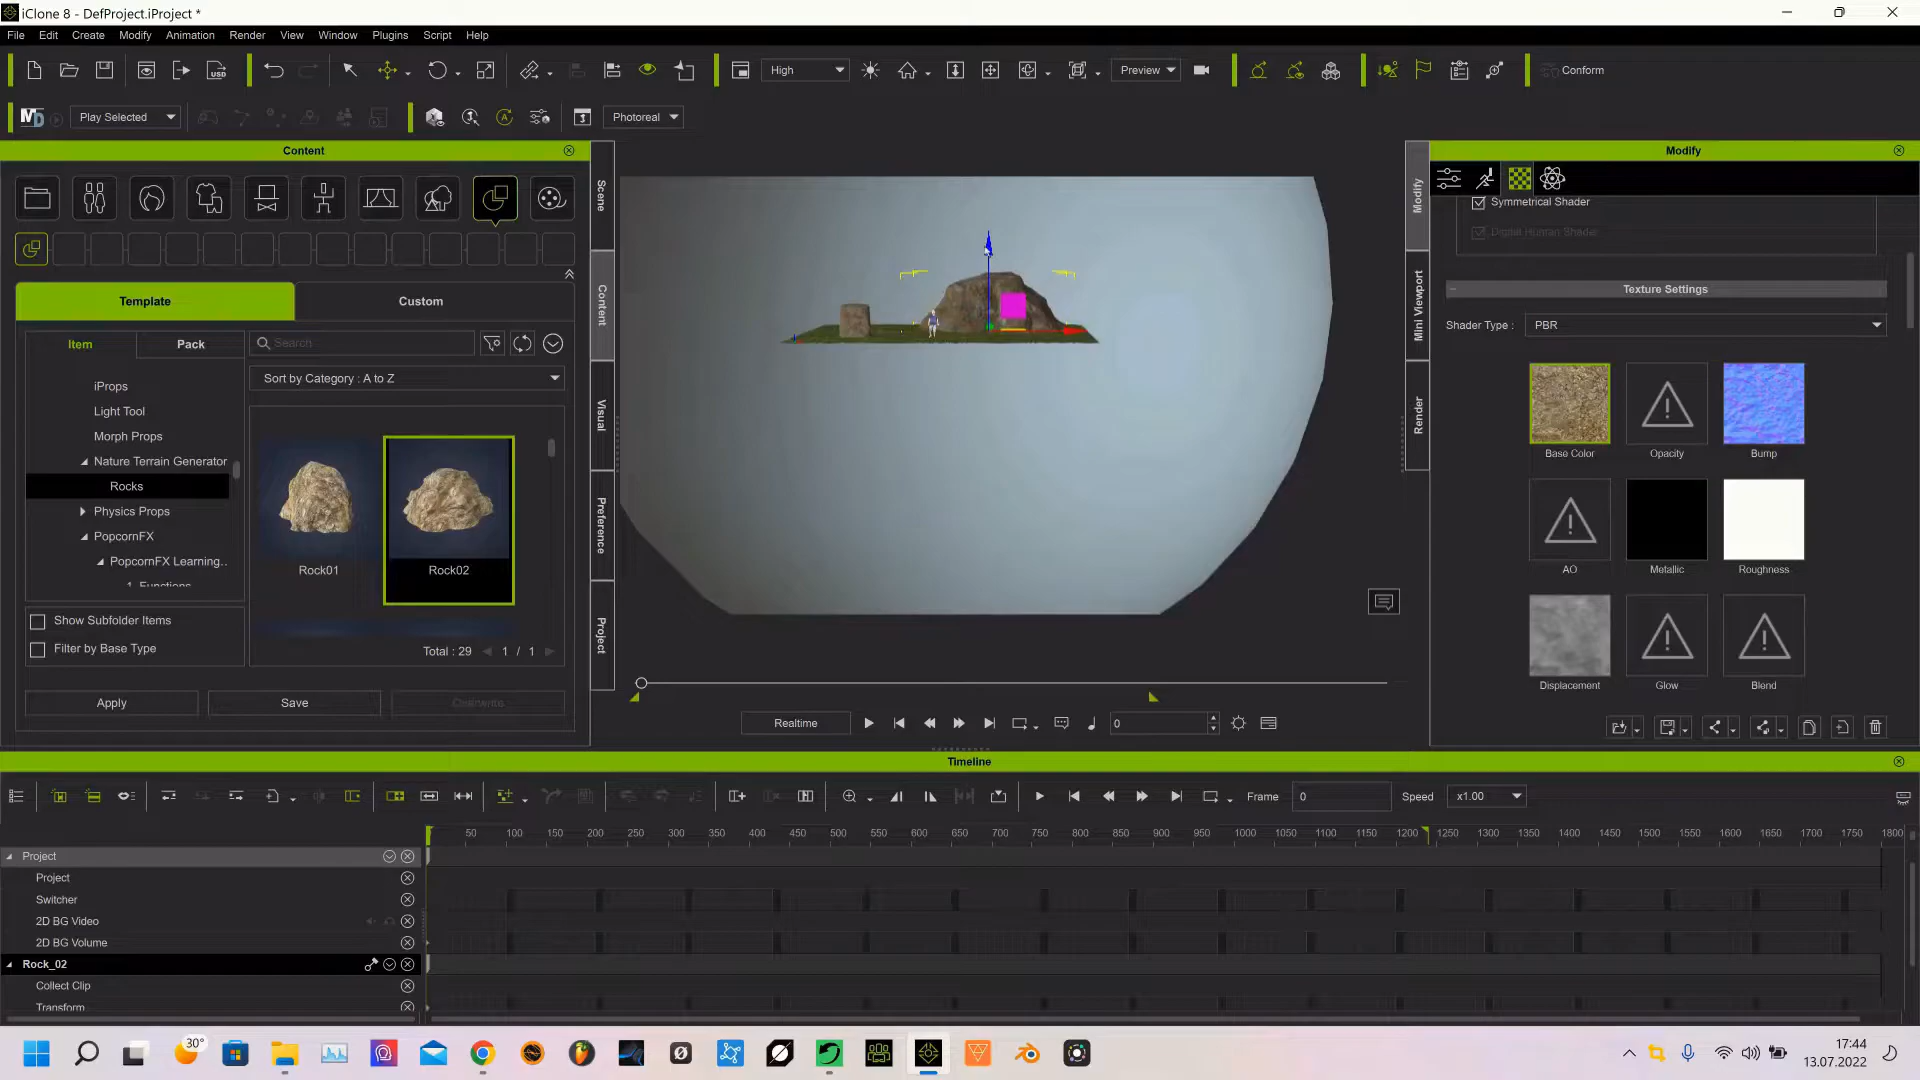 iClone 8 - DefProject.iProject *
File Edit Create Modify Animation Render View Window Plugins Script Help
High Preview Conform
Play Selected Photoreal
Content
Template Custom
Item Pack Search
Sort by Category : A to Z
iProps
Light Tool
Morph Props
Nature Terrain Generator
Rocks
Physics Props
PopcornFX
PopcornFX Learning...
1. Functions
Rock01 Rock02
Show Subfolder Items
Filter by Base Type
Total : 29 1 / 1
Apply Save Comments
Scene
Content
Visual
Preference
Project
Realtime 0
Modify
Mini Viewport
Render
Modify
Symmetrical Shader
Digital Human Shader
Texture Settings
Shader Type : PBR
Base Color Opacity Bump
AO Metallic Roughness
Displacement Glow Blend
Timeline
Frame 0 Speed x1.00
50 100 150 200 250 300 350 400 450 500 550 600 650 700 750 800 850 900 950 1000 1050 1100 1150 1200 1250 1300 1350 1400 1450 1500 1550 1600 1650 1700 1750 1800
Project
Project
Switcher
2D BG Video
2D BG Volume
Rock_02
Collect Clip
Transform
30°
17:44
13.07.2022